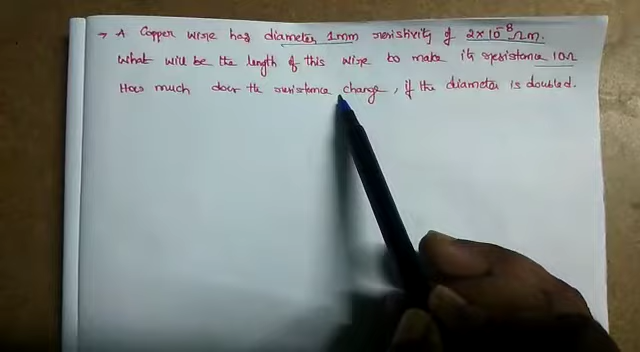 → A Copper wire has diameter 1mm resistivity of 2×10⁻⁸ Ωm.
What will be the length of this wire to make its resistance 10Ω
How much does the resistance change, if the diameter is doubled.